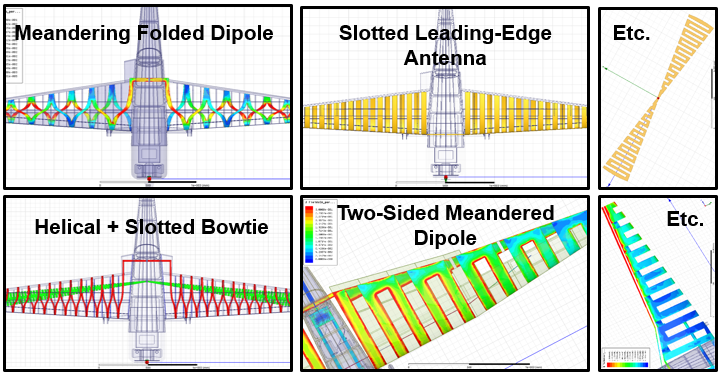 Meandering Folded Dipole
Slotted Leading-Edge
Antenna
Etc.
Helical + Slotted Bowtie
Two-Sided Meandered
Dipole
Etc.